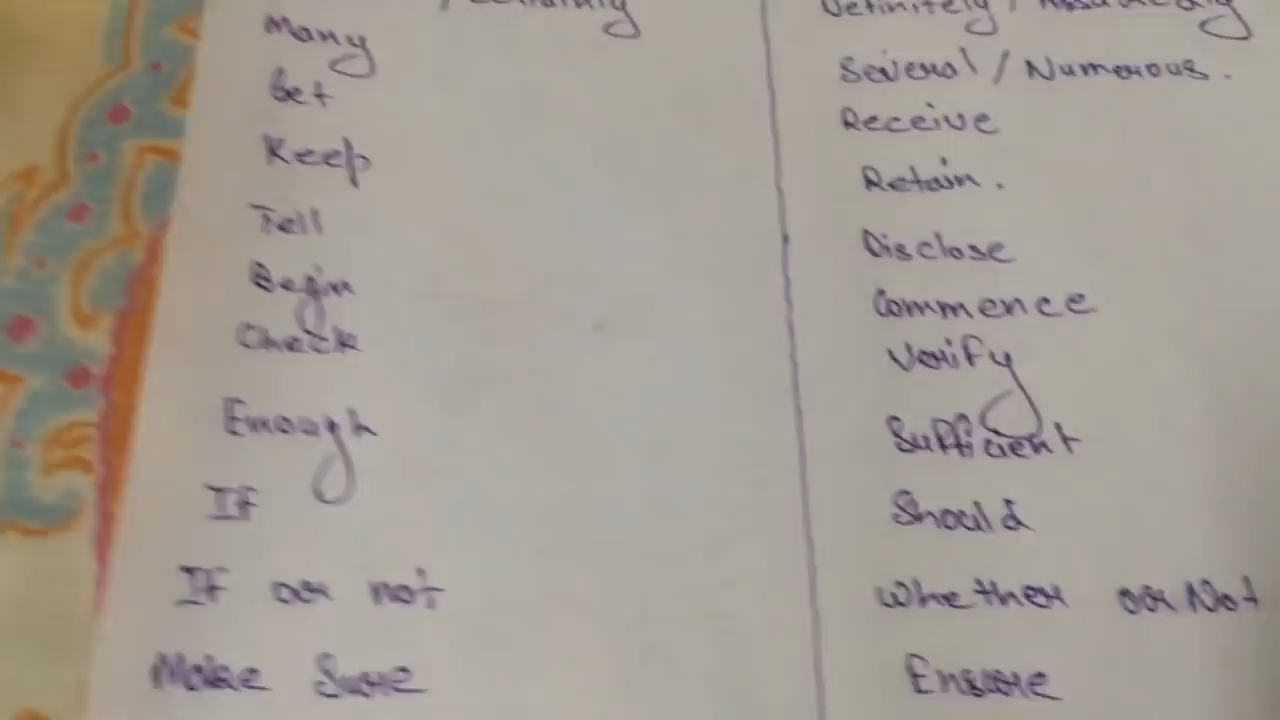 Many Several / Numerous.
Get Receive
Keep Retain.
Tell Disclose
Begin Commence
Check Verify
Enough Sufficient
If Should
If or not Whether or Not
Make Sure Ensure